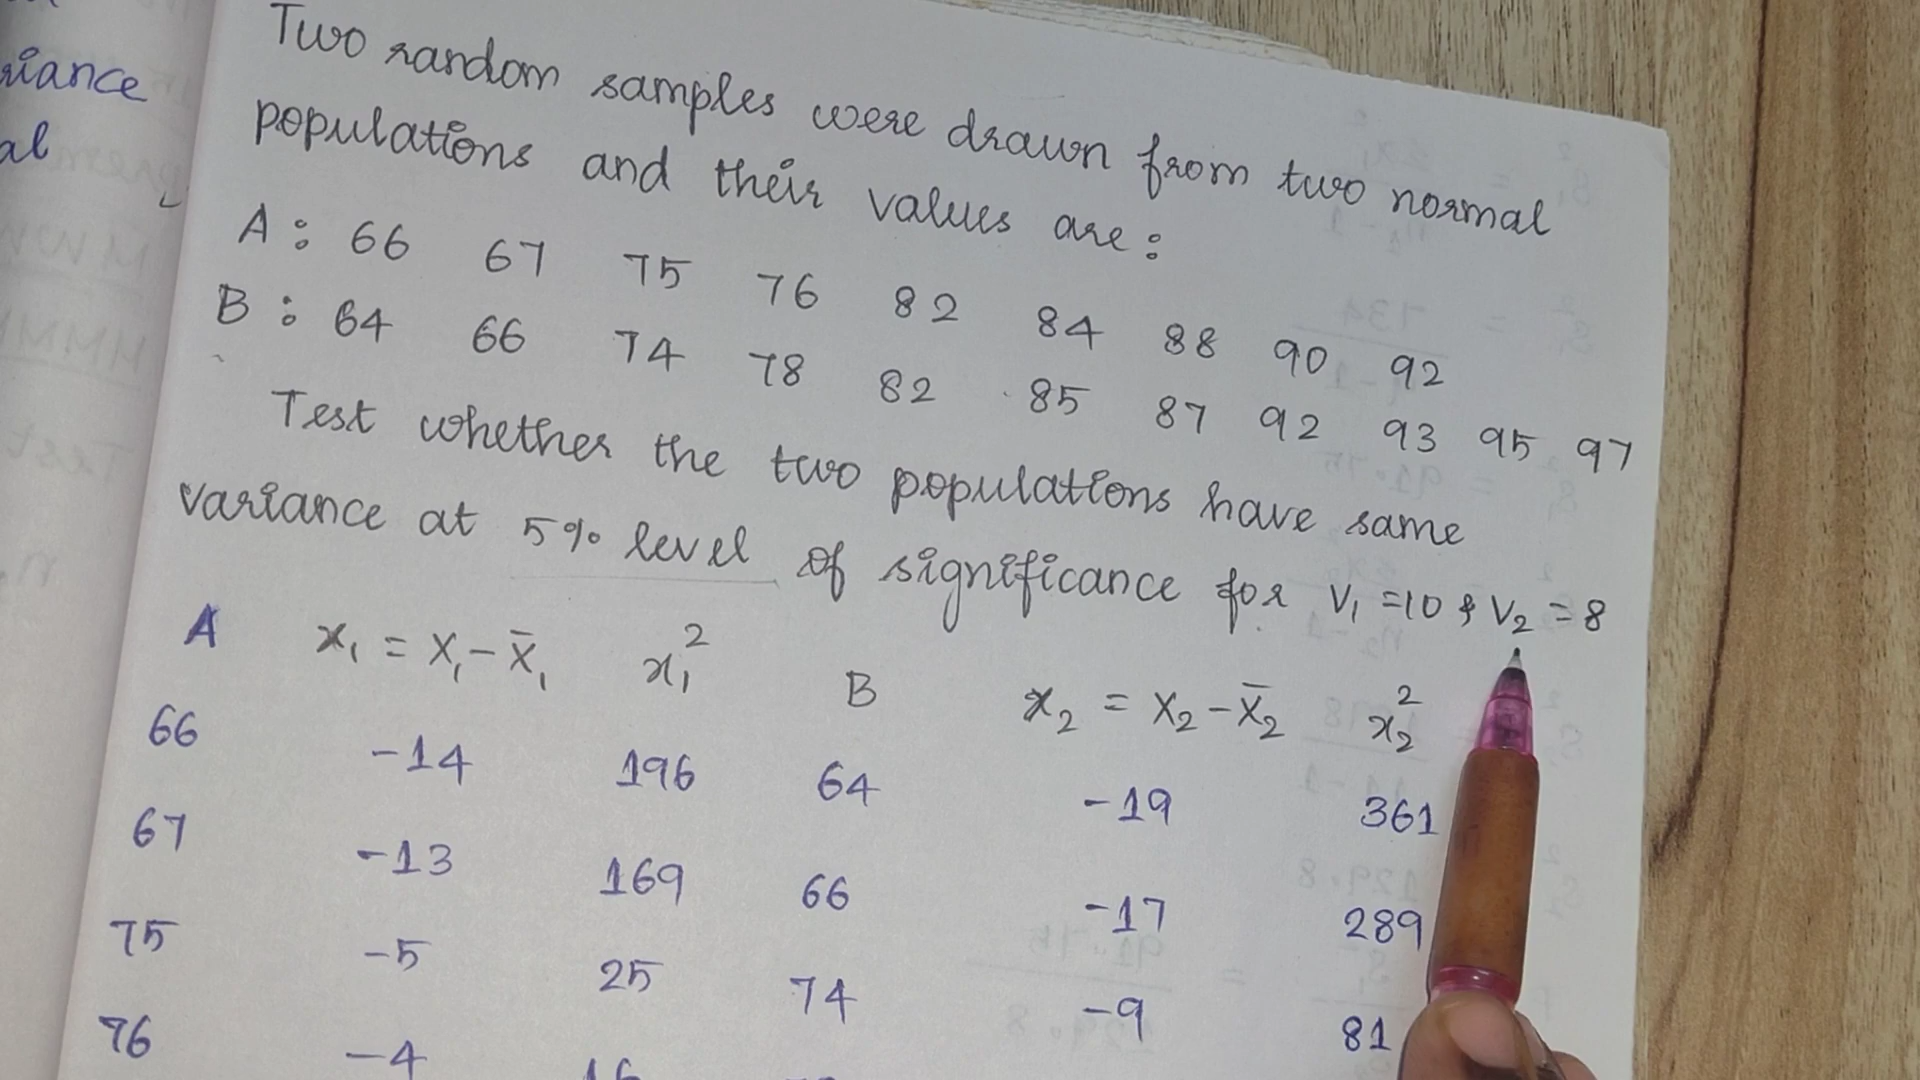 riance
al
Two random samples were drawn from two normal
populations and their values are:
A : 66 67 75 76 82 84 88 90 92
B : 64 66 74 78 82 85 87 92 93 95 97
Test whether the two populations have same
variance at 5% level of significance for V₁ = 10 & V₂ = 8
A x₁ = X₁ - X̄₁ x₁² B x₂ = X₂ - X̄₂ x₂²
66 -14 196 64 -19 361
67 -13 169 66 -17 289
75 -5 25 74 -9 81
76 -4 16